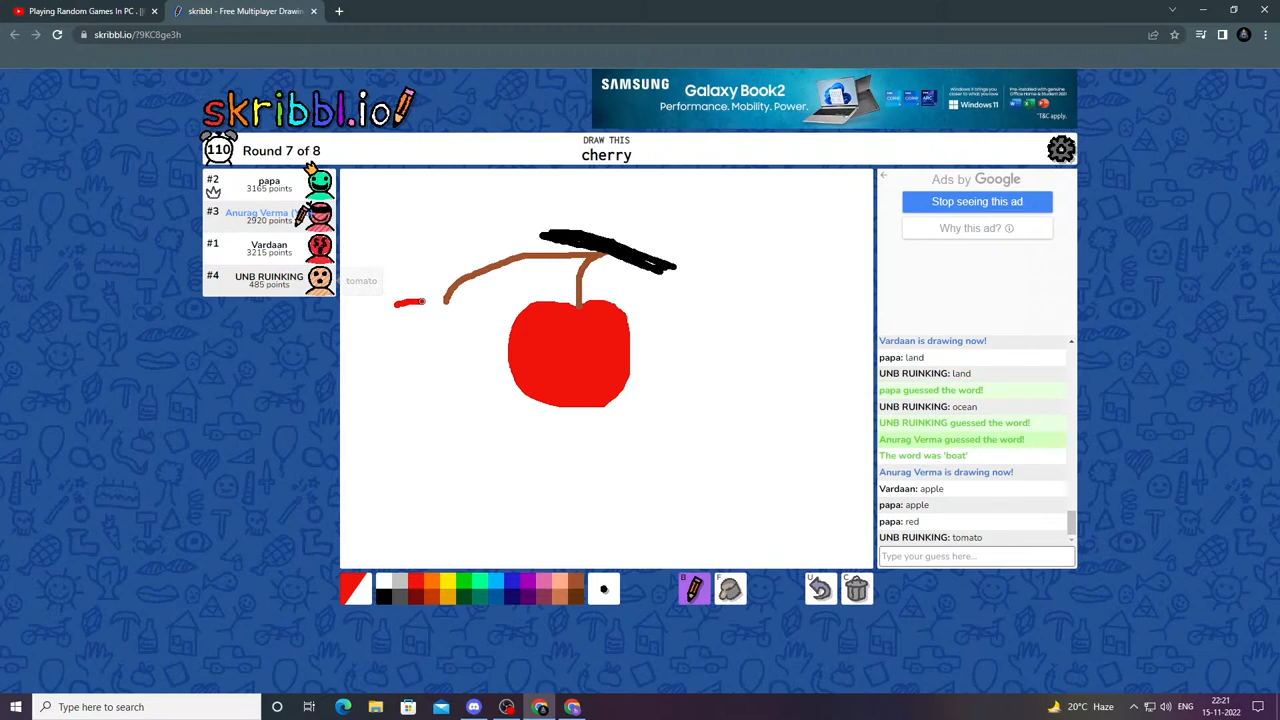 Playing Random Games In PC . | 
skribbl - Free Multiplayer Drawin
skribbl.io/?9KC8ge3h
skribbl.io
SAMSUNG
Galaxy Book2
Performance. Mobility. Power.
Windows 11
*T&C apply.
110
Round 7 of 8
DRAW THIS
cherry
#2
papa
3165 points
#3
Anurag Verma (Y
2920 points
#1
Vardaan
3215 points
#4
UNB RUINKING
485 points
tomato
Ads by Google
Stop seeing this ad
Why this ad?
Vardaan is drawing now!
papa: land
UNB RUINKING: land
papa guessed the word!
UNB RUINKING: ocean
UNB RUINKING guessed the word!
Anurag Verma guessed the word!
The word was 'boat'
Anurag Verma is drawing now!
Vardaan: apple
papa: apple
papa: red
UNB RUINKING: tomato
Type your guess here...
B
F
U
C
Type here to search
20°C Haze
ENG
22:21
15-11-2022